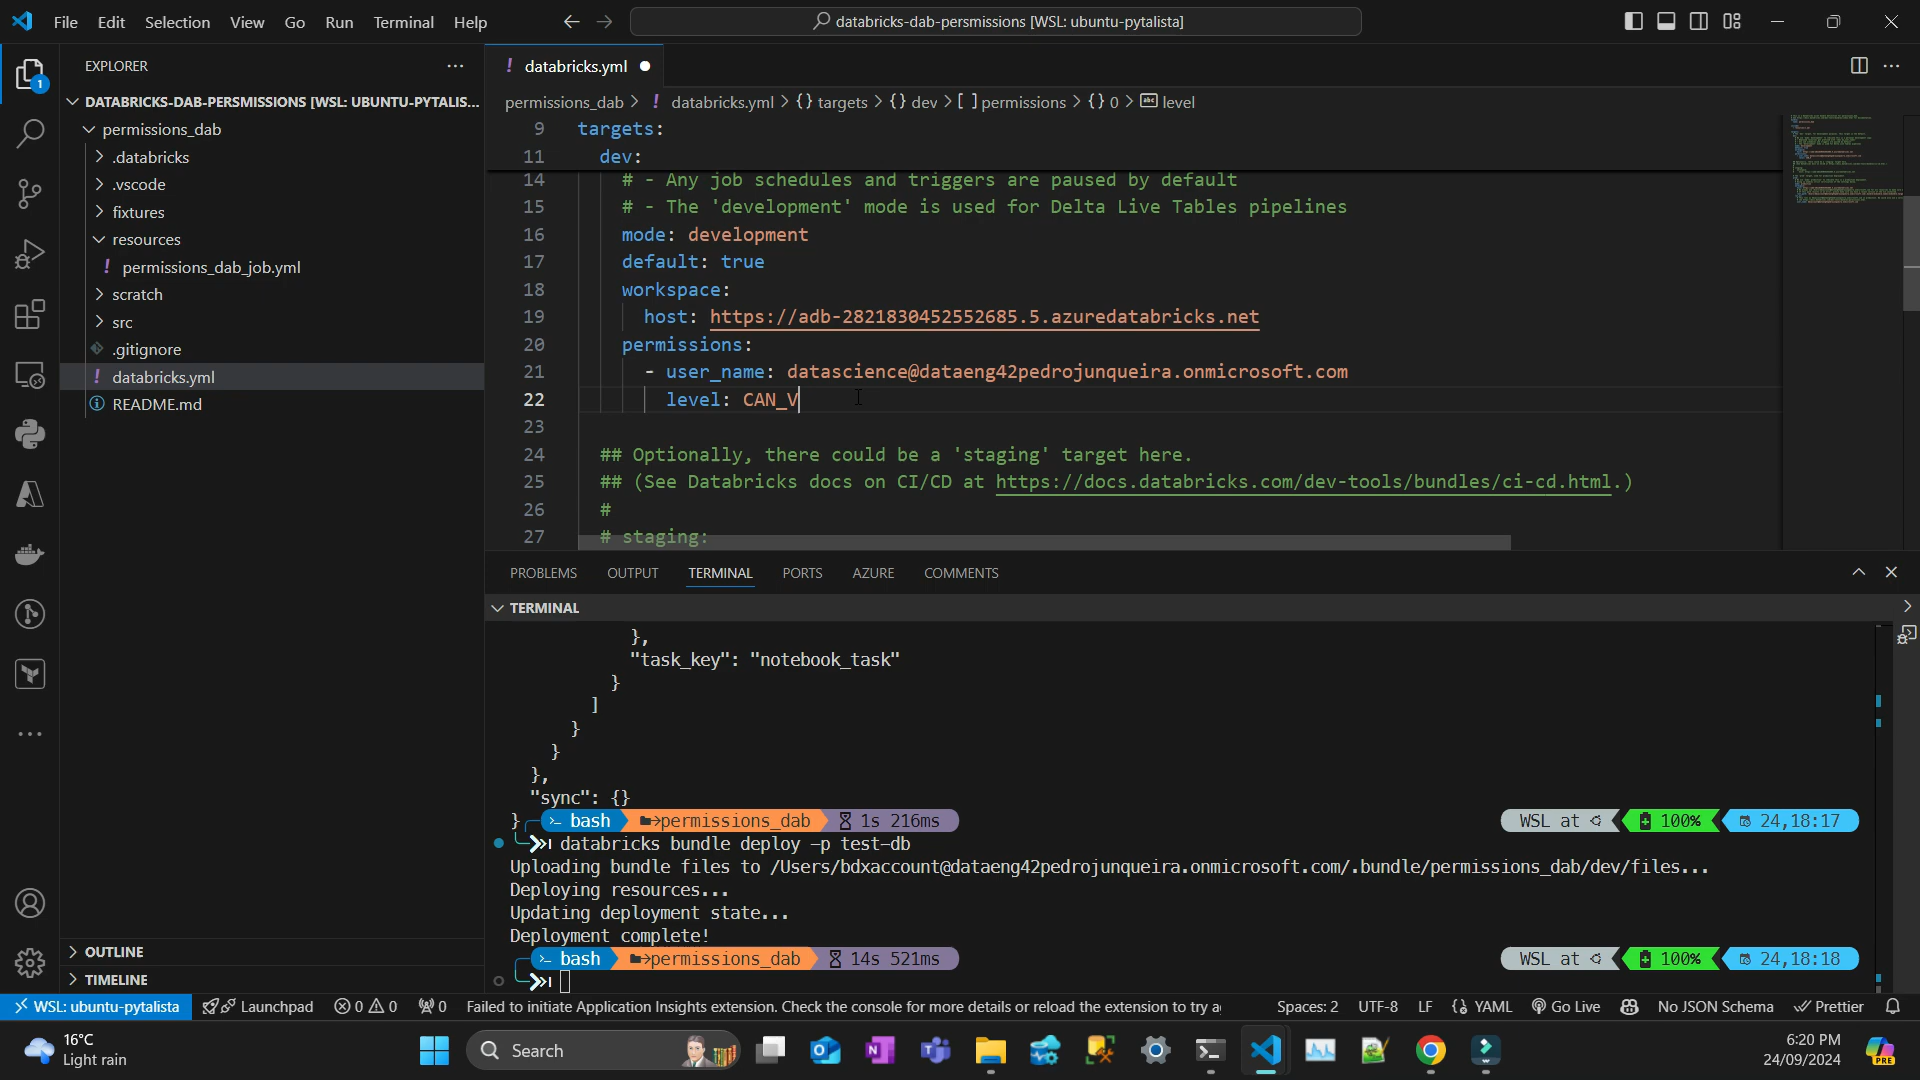 File Edit Selection View Go Run Terminal Help
databricks-dab-persmissions [WSL: ubuntu-pytalista]
EXPLORER
1
DATABRICKS-DAB-PERSMISSIONS [WSL: UBUNTU-PYTALIS...
permissions_dab
.databricks
.vscode
fixtures
resources
! permissions_dab_job.yml
scratch
src
.gitignore
! databricks.yml
README.md
OUTLINE
TIMELINE
! databricks.yml
permissions_dab > ! databricks.yml > {} targets > {} dev > [ ] permissions > {} 0 > abc level
9 targets:
11 dev:
14 # - Any job schedules and triggers are paused by default
15 # - The 'development' mode is used for Delta Live Tables pipelines
16 mode: development
17 default: true
18 workspace:
19 host: https://adb-2821830452552685.5.azuredatabricks.net
20 permissions:
21 - user_name: datascience@dataeng42pedrojunqueira.onmicrosoft.com
22 level: CAN_V
23
24 ## Optionally, there could be a 'staging' target here.
25 ## (See Databricks docs on CI/CD at https://docs.databricks.com/dev-tools/bundles/ci-cd.html.)
26 #
27 # staging:
PROBLEMS OUTPUT TERMINAL PORTS AZURE COMMENTS
TERMINAL
},
"task_key": "notebook_task"
}
]
}
}
},
"sync": {}
} bash permissions_dab 1s 216ms WSL at 100% 24,18:17
databricks bundle deploy -p test-db
Uploading bundle files to /Users/bdxaccount@dataeng42pedrojunqueira.onmicrosoft.com/.bundle/permissions_dab/dev/files...
Deploying resources...
Updating deployment state...
Deployment complete!
bash permissions_dab 14s 521ms WSL at 100% 24,18:18
WSL: ubuntu-pytalista Launchpad 0 0 0 Failed to initiate Application Insights extension. Check the console for more details or reload the extension to try a Spaces: 2 UTF-8 LF {} YAML Go Live No JSON Schema Prettier
16°C
Light rain
Search
6:20 PM
24/09/2024
PRE